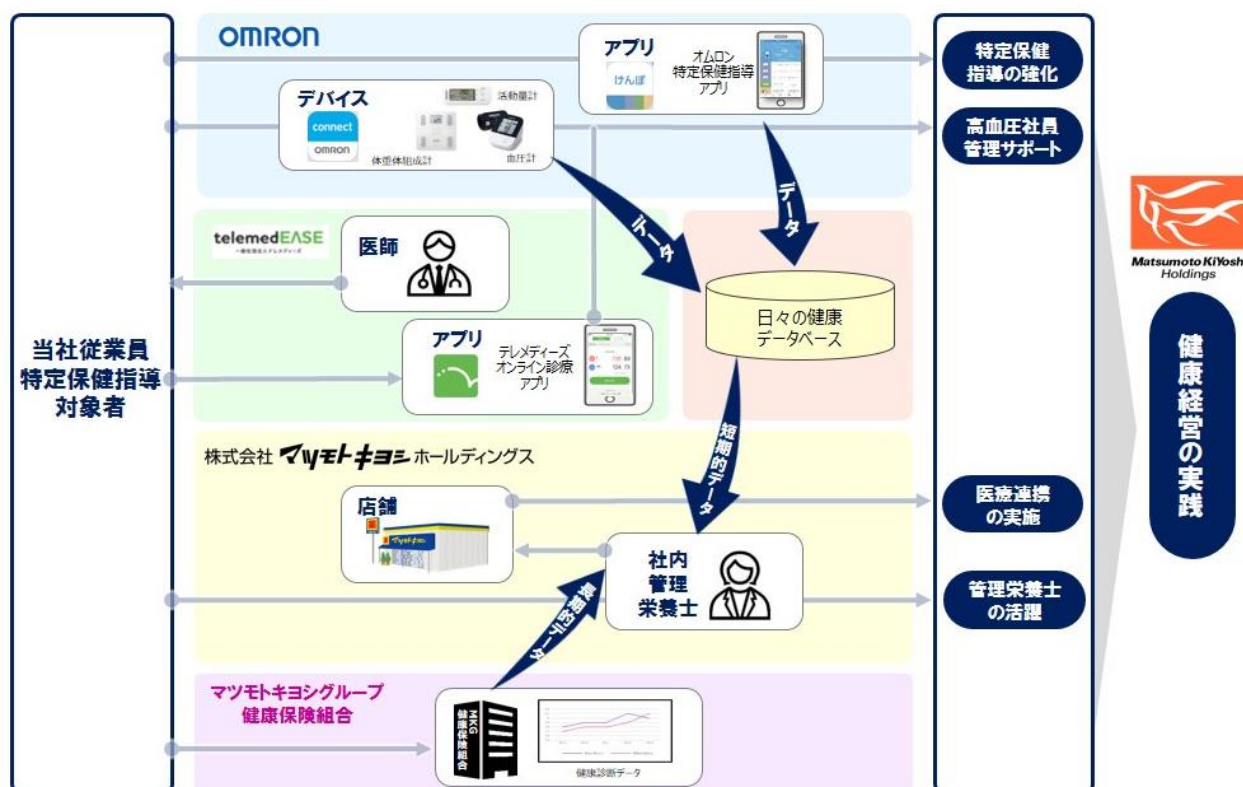 当社従業員
特定保健指導
対象者
OMRON
アプリ
けんぽ
オムロン
特定保健指導
アプリ
デバイス
connect
OMRON
活動量計
体重体組成計
血圧計
データ
データ
telemedEASE
医師
アプリ
テレメディーズ
オンライン診療
アプリ
日々の健康
データベース
短期的データ
株式会社 マツモトキヨシ ホールディングス
店舗
社内
管理
栄養士
長期的データ
マツモトキヨシグループ
健康保険組合
MKG
健康保険組合
健康診断データ
特定保健
指導の強化
高血圧社員
管理サポート
医療連携
の実施
管理栄養士
の活躍
Matsumoto KiYoshi
Holdings
健康経営の実践